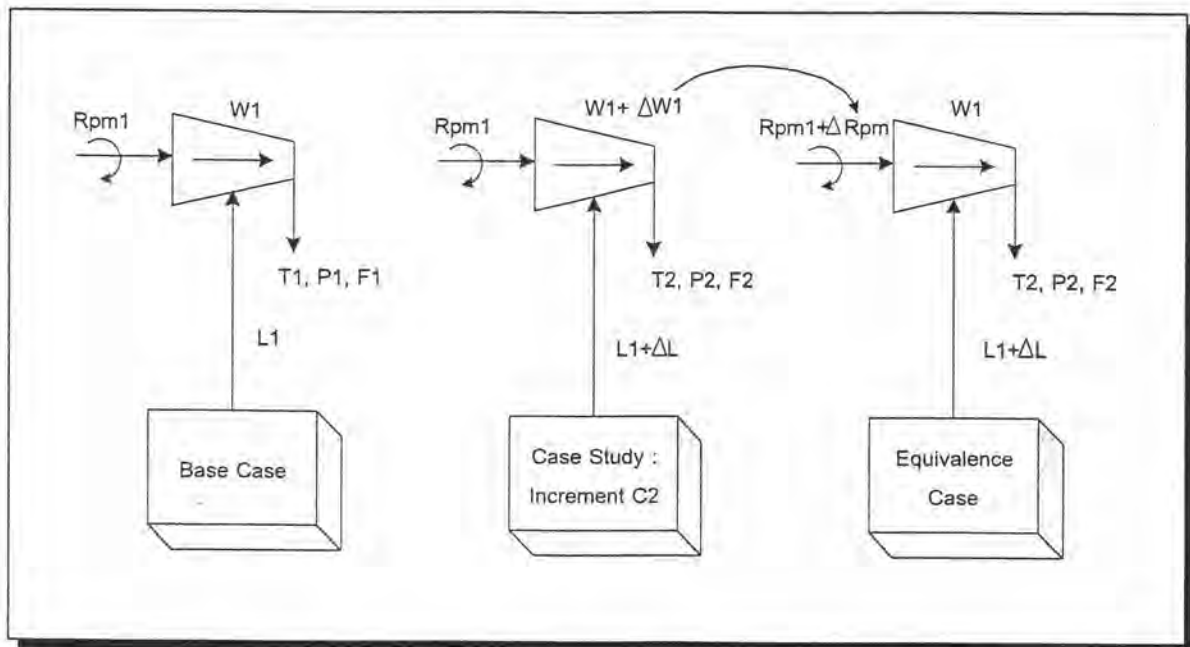 W1
Rpm1
T1, P1, F1
L1
Base Case
W1+ ΔW1
Rpm1
T2, P2, F2
L1+ΔL
Case Study :
Increment C2
W1
Rpm1+Δ Rpm
T2, P2, F2
L1+ΔL
Equivalence
Case